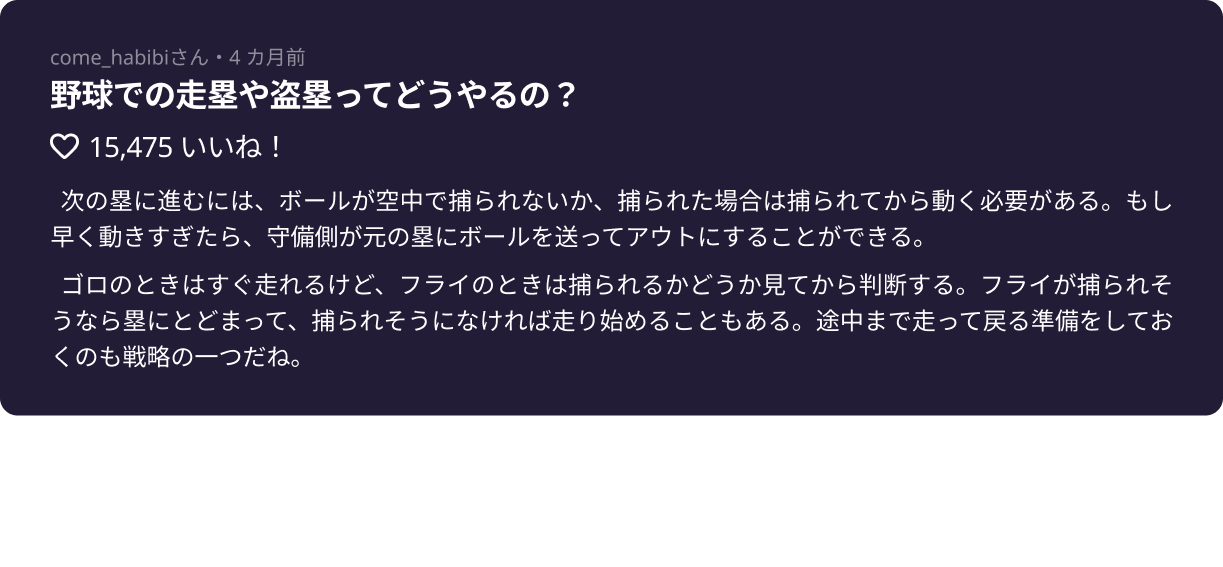 come_habibiさん・4 カ月前
野球での走塁や盗塁ってどうやるの？
15,475 いいね！
次の塁に進むには、ボールが空中で捕られないか、捕られた場合は捕られてから動く必要がある。もし
早く動きすぎたら、守備側が元の塁にボールを送ってアウトにすることができる。
ゴロのときはすぐ走れるけど、フライのときは捕られるかどうか見てから判断する。フライが捕られそ
うなら塁にとどまって、捕られそうになければ走り始めることもある。途中まで走って戻る準備をしてお
くのも戦略の一つだね。